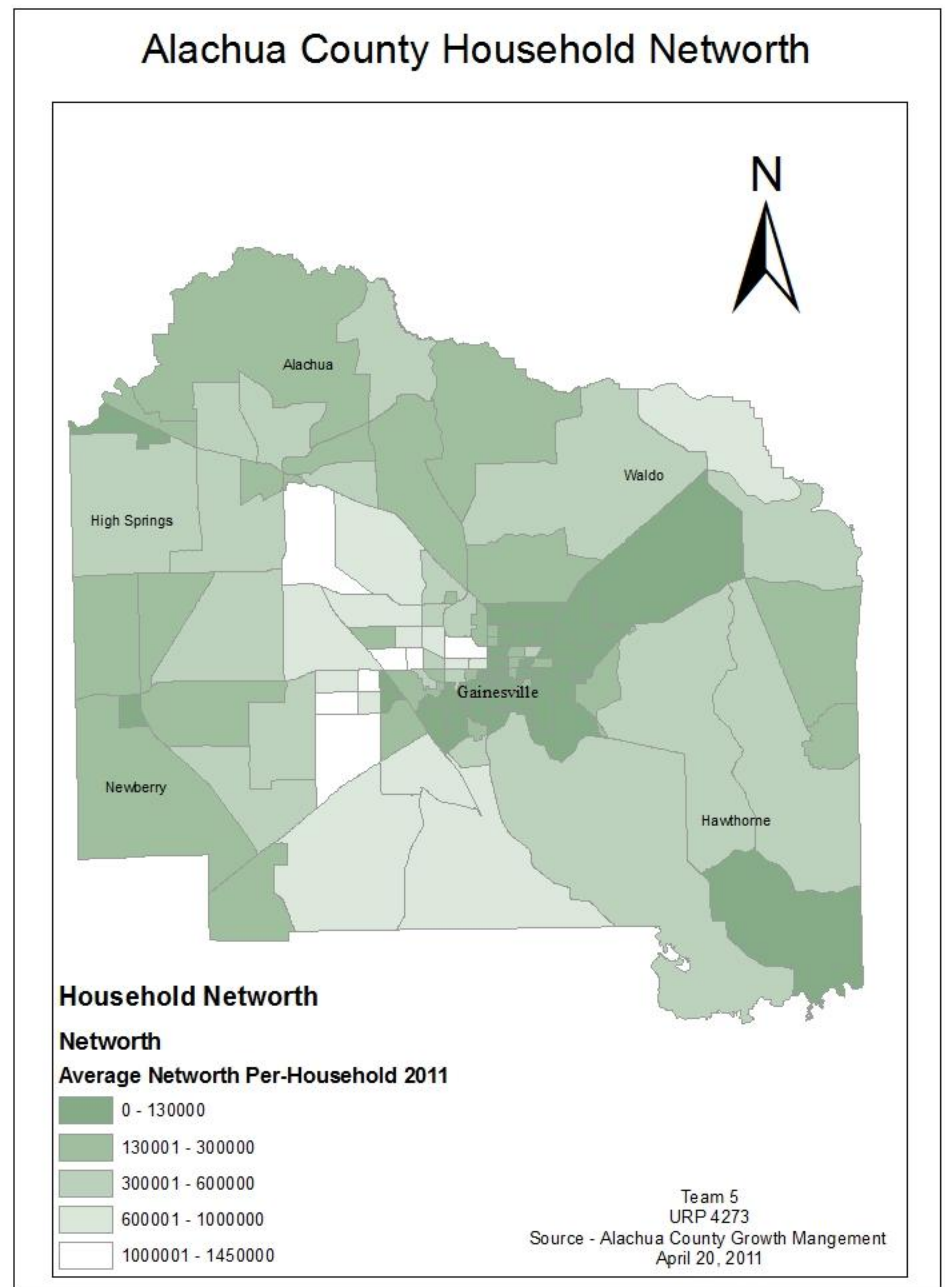 Alachua County Household Networth
N
Alachua
Waldo
High Springs
Gainesville
Newberry
Hawthorne
Household Networth
Networth
Average Networth Per-Household 2011
0 - 130000
130001 - 300000
300001 - 600000
600001 - 1000000
1000001 - 1450000
Team 5
URP 4273
Source - Alachua County Growth Mangement
April 20, 2011